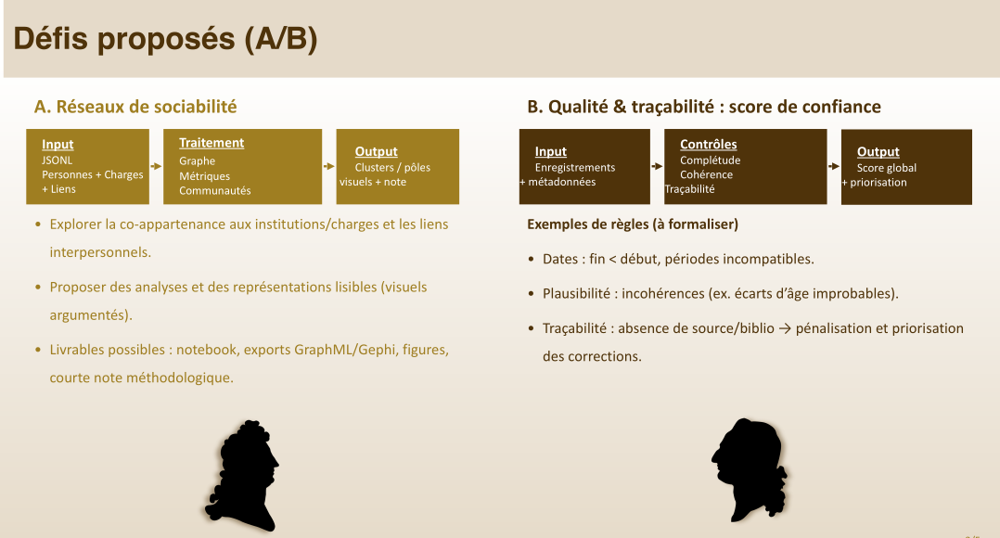 Défis proposés (A/B)
A. Réseaux de sociabilité
Input
JSONL
Personnes + Charges
+ Liens
Traitement
Graphe
Métriques
Communautés
Output
Clusters / pôles
visuels + note
• Explorer la co-appartenance aux institutions/charges et les liens
interpersonnels.
• Proposer des analyses et des représentations lisibles (visuels
argumentés).
• Livrables possibles : notebook, exports GraphML/Gephi, figures,
courte note méthodologique.
B. Qualité & traçabilité : score de confiance
Input
Enregistrements
+ métadonnées
Contrôles
Complétude
Cohérence
Traçabilité
Output
Score global
+ priorisation
Exemples de règles (à formaliser)
• Dates : fin < début, périodes incompatibles.
• Plausibilité : incohérences (ex. écarts d’âge improbables).
• Traçabilité : absence de source/biblio → pénalisation et priorisation
des corrections.